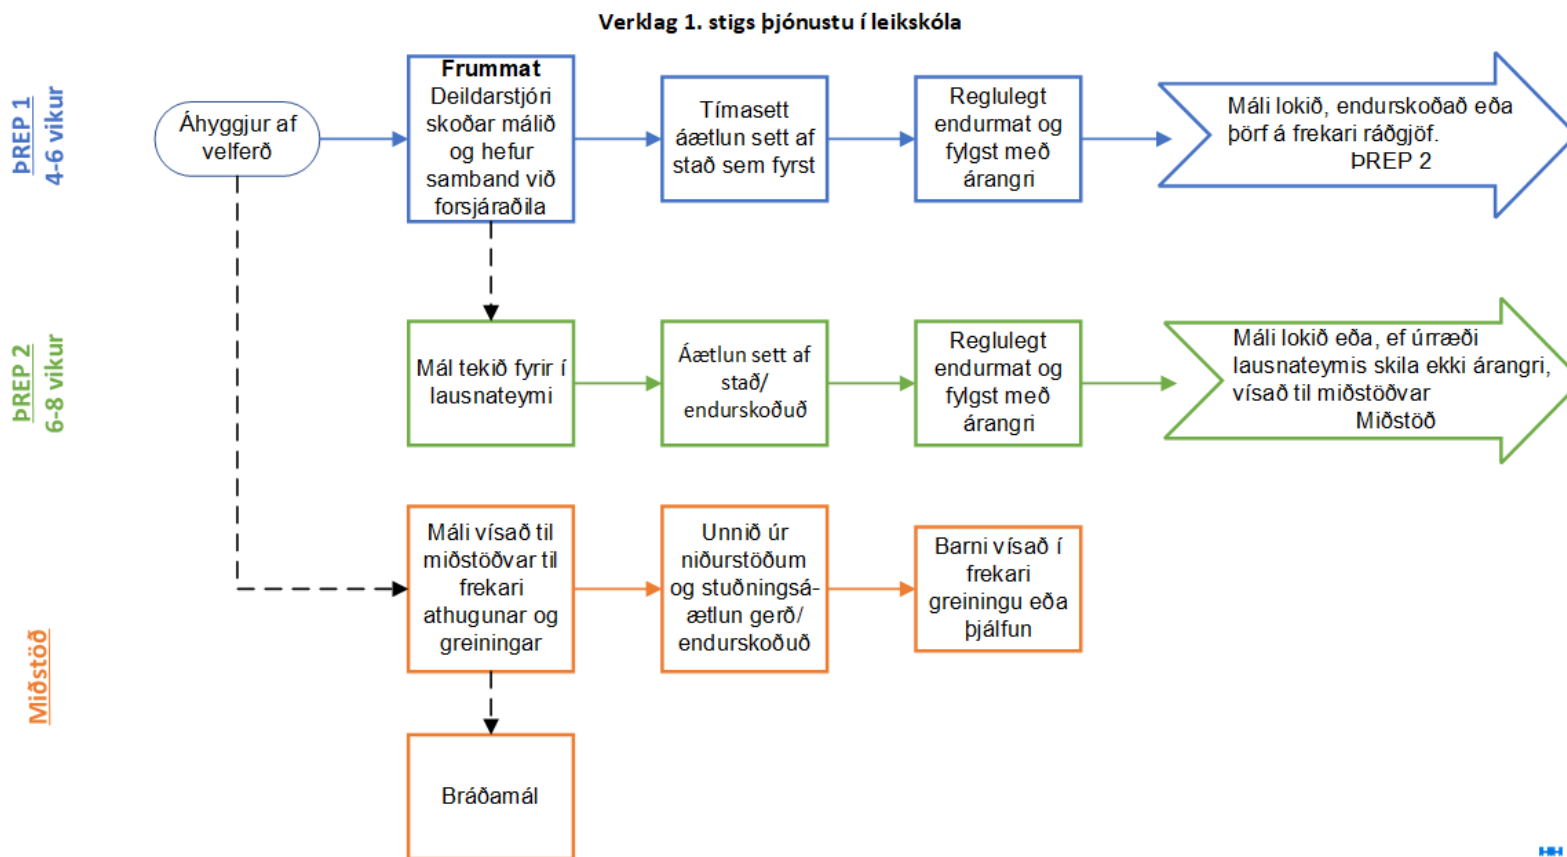 Verklag 1. stigs þjónustu í leikskóla
ÞREP 1
4-6 vikur
Áhyggjur af
velferð
Frummat
Deildarstjóri
skoðar málið
og hefur
samband við
forsjáraðila
Tímasett
áætlun sett af
stað sem fyrst
Reglulegt
endurmat og
fylgst með
árangri
Máli lokið, endurskoðað eða
þörf á frekari ráðgjöf.
ÞREP 2
ÞREP 2
6-8 vikur
Mál tekið fyrir í
lausnateymi
Áætlun sett af
stað/
endurskoðuð
Reglulegt
endurmat og
fylgst með
árangri
Máli lokið eða, ef úrræði
lausnateymis skila ekki árangri,
vísað til miðstöðvar
Miðstöð
Miðstöð
Máli vísað til
miðstöðvar til
frekari
athugunar og
greiningar
Unnið úr
niðurstöðum
og stuðningsá-
ætlun gerð/
endurskoðuð
Barni vísað í
frekari
greiningu eða
þjálfun
Bráðamál